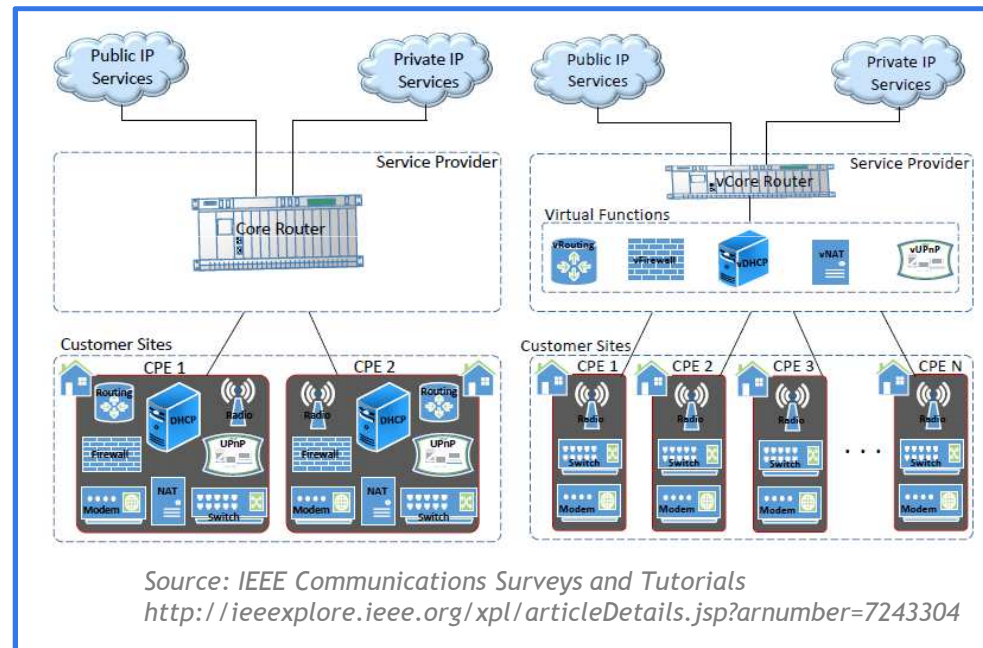 Public IP
Services
Private IP
Services
Service Provider
Core Router
Customer Sites
CPE 1
Routing
DHCP
Radio
Firewall
UPnP
Modem
NAT
Switch
CPE 2
Radio
DHCP
Routing
Firewall
UPnP
Modem
NAT
Switch
Public IP
Services
Private IP
Services
Service Provider
vCore Router
Virtual Functions
vRouting
vFirewall
vDHCP
vNAT
vUPnP
Customer Sites
CPE 1
Radio
Switch
Modem
CPE 2
Radio
Switch
Modem
CPE 3
Radio
Switch
Modem
. . .
CPE N
Radio
Switch
Modem
Source: IEEE Communications Surveys and Tutorials
http://ieeexplore.ieee.org/xpl/articleDetails.jsp?arnumber=7243304